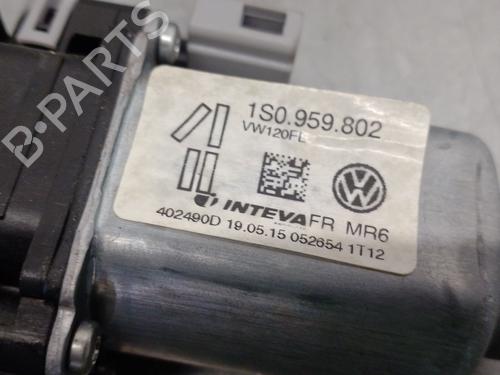 1S0.959.802
VW120FL
INTEVA FR MR6
402490D 19.05.15 052654 1T12
B-Parts